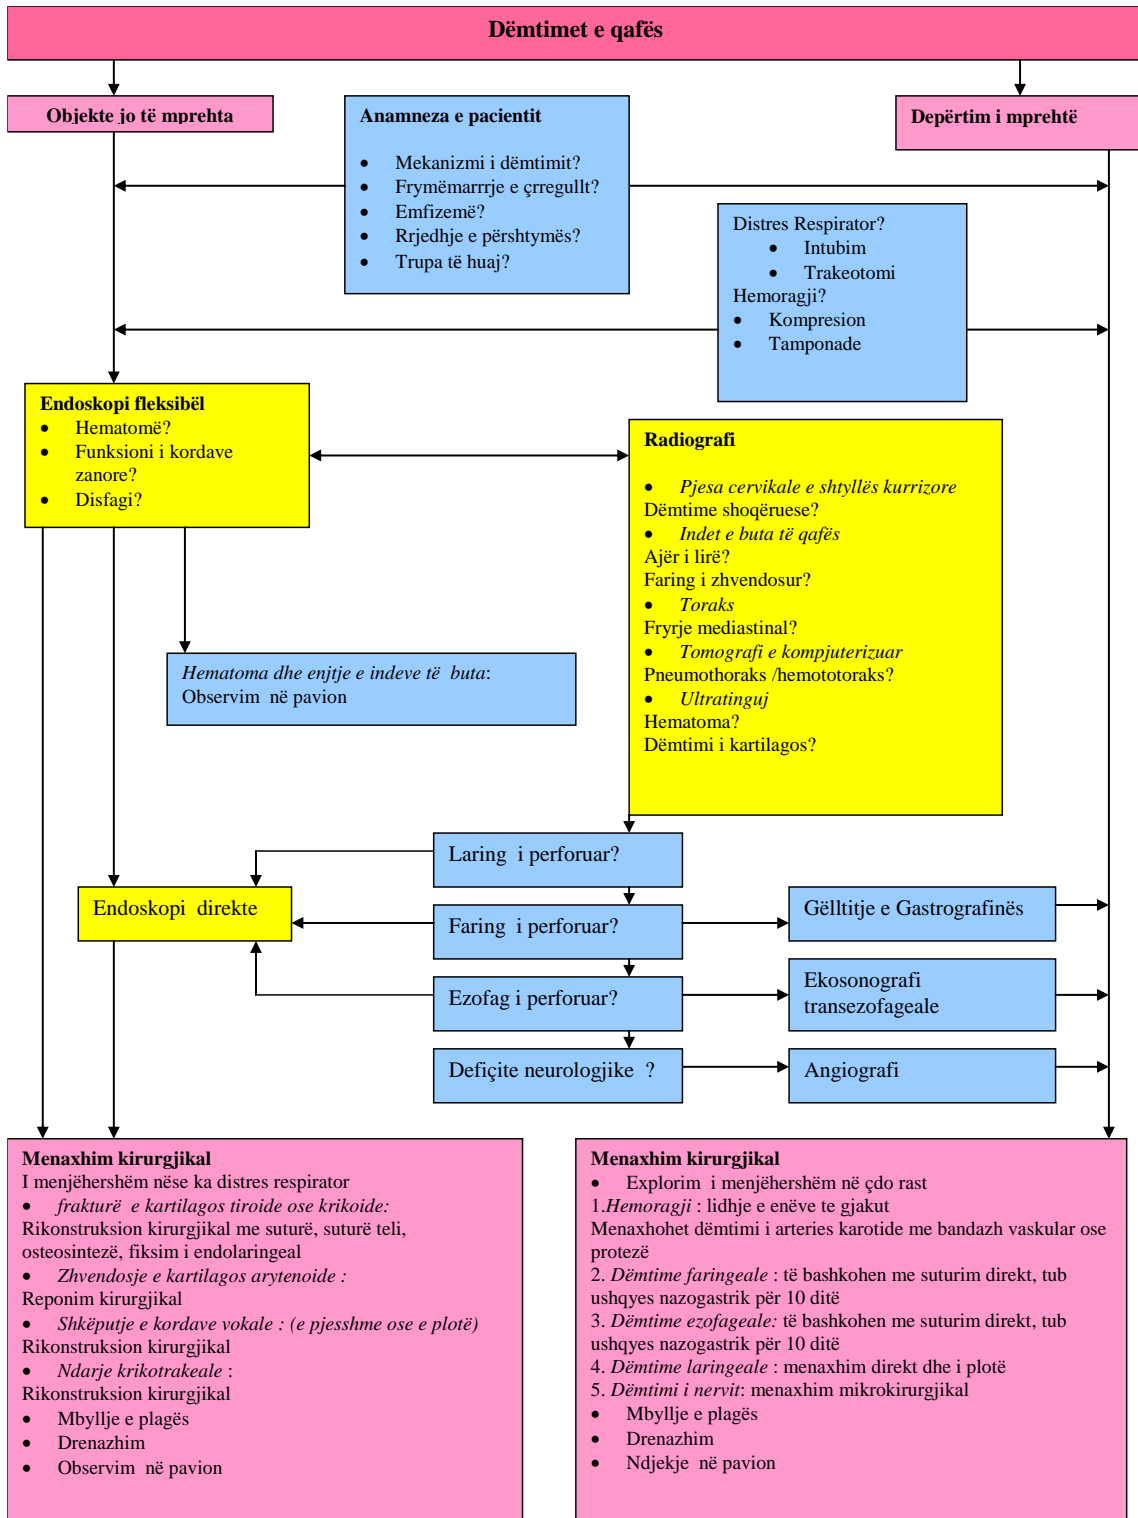 Dëmtimet e qafës
Objekte jo të mprehta
Anamneza e pacientit
• Mekanizmi i dëmtimit?
• Frymëmarrrje e çrregullt?
• Emfizemë?
• Rrjedhje e përshtymës?
• Trupa të huaj?
Depërtim i mprehtë
Distres Respirator?
• Intubim
• Trakeotomi
Hemoragji?
• Kompresion
• Tamponade
Endoskopi fleksibël
• Hematomë?
• Funksioni i kordave
zanore?
• Disfagi?
Radiografi
• Pjesa cervikale e shtyllës kurrizore
Dëmtime shoqëruese?
• Indet e buta të qafës
Ajër i lirë?
Faring i zhvendosur?
• Toraks
Fryrje mediastinal?
• Tomografi e kompjuterizuar
Pneumothoraks /hemototoraks?
• Ultratinguj
Hematoma?
Dëmtimi i kartilagos?
Hematoma dhe enjtje e indeve të buta:
Observim në pavion
Laring i perforuar?
Endoskopi direkte
Faring i perforuar?
Gëlltitje e Gastrografinës
Ezofag i perforuar?
Ekosonografi
transezofageale
Defiçite neurologjike ?
Angiografi
Menaxhim kirurgjikal
I menjëhershëm nëse ka distres respirator
• frakturë e kartilagos tiroide ose krikoide:
Rikonstruksion kirurgjikal me suturë, suturë teli,
osteosintezë, fiksim i endolaringeal
• Zhvendosje e kartilagos arytenoide :
Reponim kirurgjikal
• Shkëputje e kordave vokale : (e pjesshme ose e plotë)
Rikonstruksion kirurgjikal
• Ndarje krikotrakeale :
Rikonstruksion kirurgjikal
• Mbyllje e plagës
• Drenazhim
• Observim në pavion
Menaxhim kirurgjikal
• Explorim i menjëhershëm në çdo rast
1.Hemoragji : lidhje e enëve te gjakut
Menaxhohet dëmtimi i arteries karotide me bandazh vaskular ose
protezë
2. Dëmtime faringeale : të bashkohen me suturim direkt, tub
ushqyes nazogastrik për 10 ditë
3. Dëmtime ezofageale: të bashkohen me suturim direkt, tub
ushqyes nazogastrik për 10 ditë
4. Dëmtime laringeale : menaxhim direkt dhe i plotë
5. Dëmtimi i nervit: menaxhim mikrokirurgjikal
• Mbyllje e plagës
• Drenazhim
• Ndjekje në pavion